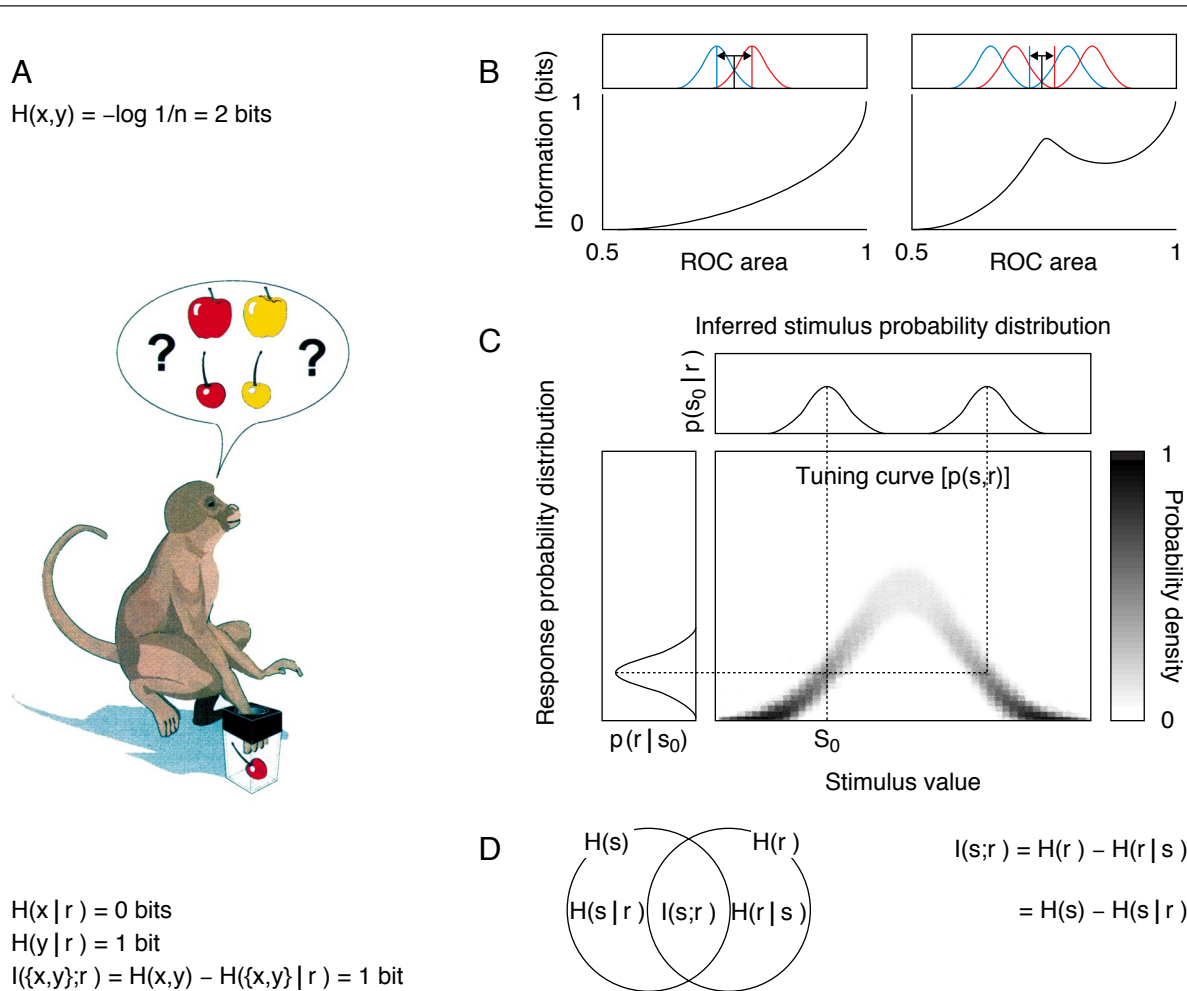 A
H(x,y) = –log 1/n = 2 bits
? ?
H(x | r ) = 0 bits
H(y | r ) = 1 bit
I({x,y};r ) = H(x,y) – H({x,y} | r ) = 1 bit
B
Information (bits)
1
0
0.5 1
ROC area
0.5 1
ROC area
C
Inferred stimulus probability distribution
p(s₀ | r )
Response probability distribution
Tuning curve [p(s,r)]
p(r | s₀)
S₀
Stimulus value
1
0
Probability density
D
H(s) H(r )
H(s | r ) I(s;r ) H(r | s )
I(s;r ) = H(r ) – H(r | s )
= H(s) – H(s | r )